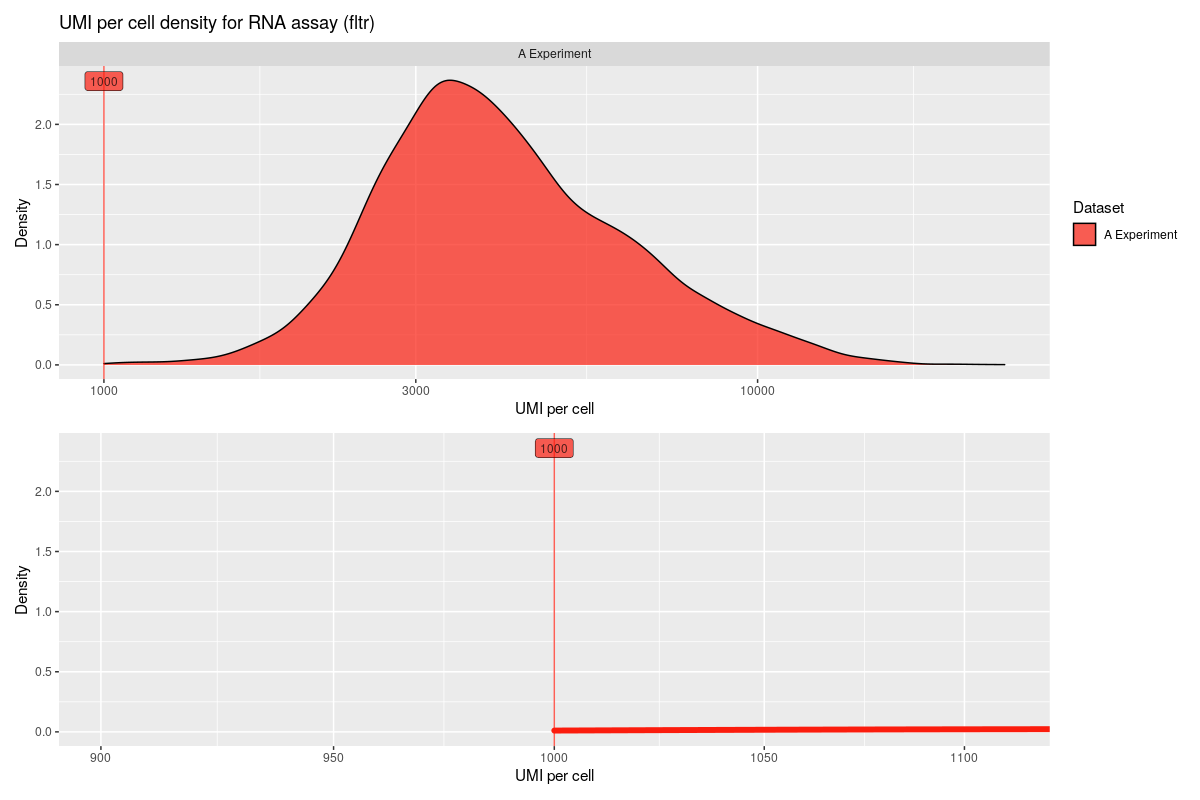 UMI per cell density for RNA assay (fltr)
A Experiment
1000
2.0
1.5
1.0
0.5
0.0
Density
1000 3000 10000
UMI per cell
Dataset
A Experiment
1000
2.0
1.5
1.0
0.5
0.0
Density
900 950 1000 1050 1100
UMI per cell